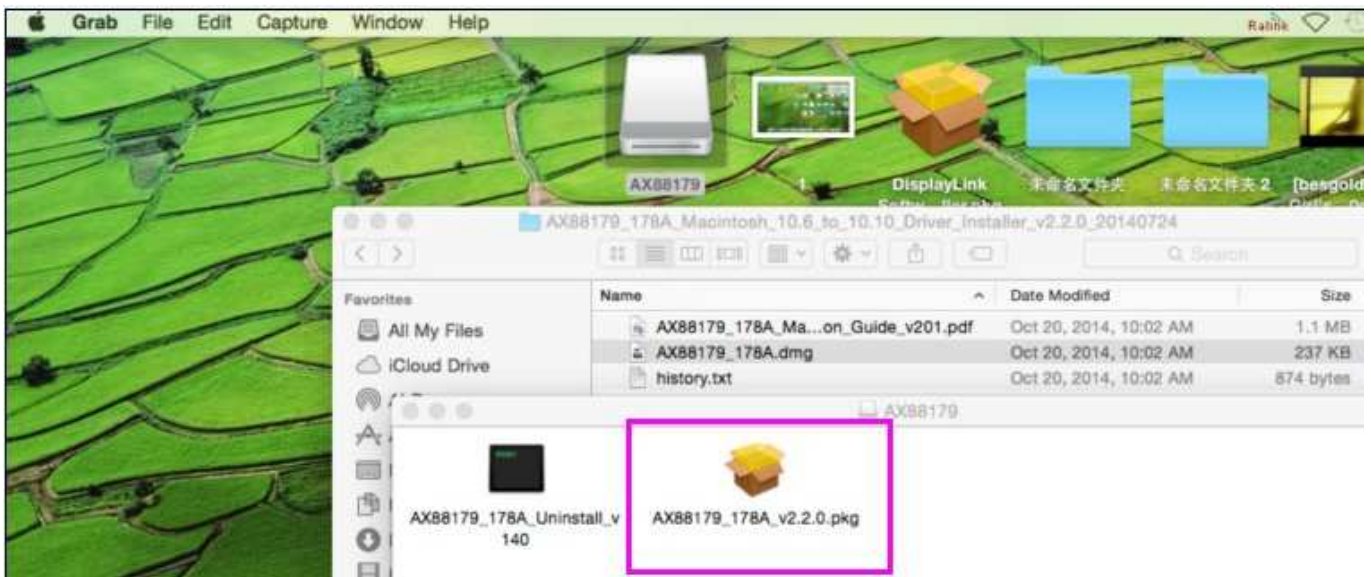 Grab File Edit Capture Window Help
Ralink
AX88179
1
DisplayLink
未命名文件夹
未命名文件夹 2
[besgold
AX88179_178A_Macintosh_10.6_to_10.10_Driver_Installer_v2.2.0_20140724
Search
Favorites
Name Date Modified Size
All My Files
AX88179_178A_Ma...on_Guide_v201.pdf Oct 20, 2014, 10:02 AM 1.1 MB
AX88179_178A.dmg Oct 20, 2014, 10:02 AM 237 KB
iCloud Drive
history.txt Oct 20, 2014, 10:02 AM 874 bytes
AX88179
AX88179_178A_Uninstall_v
140
AX88179_178A_v2.2.0.pkg